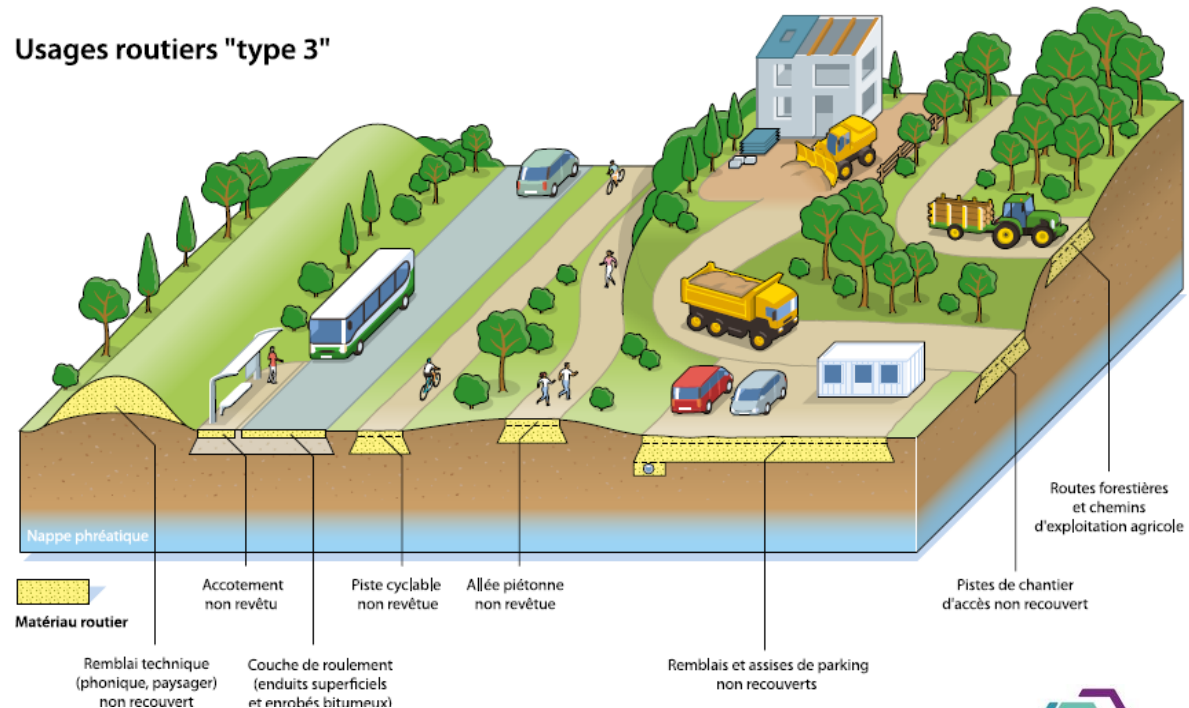 Usages routiers "type 3"
Nappe phréatique
Matériau routier
Remblai technique
(phonique, paysager)
non recouvert
Accotement
non revêtu
Couche de roulement
(enduits superficiels
et enrobés bitumeux)
Piste cyclable
non revêtue
Allée piétonne
non revêtue
Remblais et assises de parking
non recouverts
Pistes de chantier
d'accès non recouvert
Routes forestières
et chemins
d'exploitation agricole